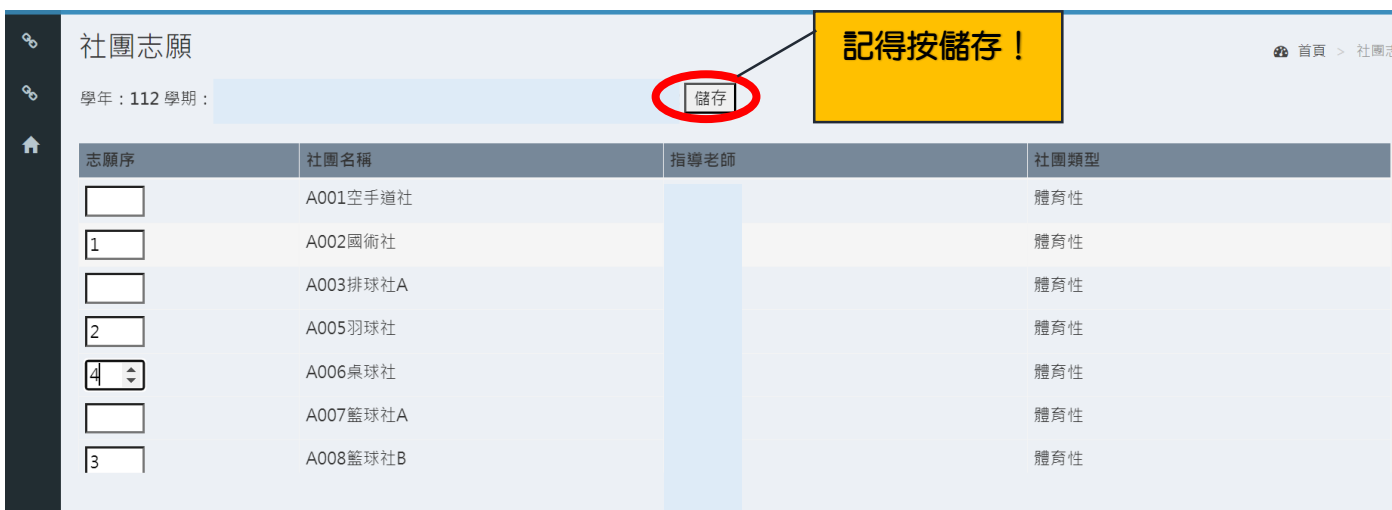 社團志願
記得按儲存！
首頁 > 社團志
學年：112 學期：
儲存
志願序 社團名稱 指導老師 社團類型
A001空手道社 體育性
1 A002國術社 體育性
A003排球社A 體育性
2 A005羽球社 體育性
4 A006桌球社 體育性
A007籃球社A 體育性
3 A008籃球社B 體育性